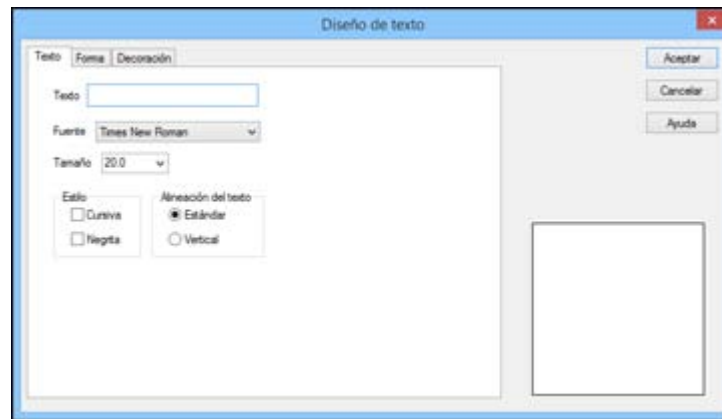 Diseño de texto
Texto Forma Decoración
Aceptar
Texto
Cancelar
Fuente Times New Roman
Ayuda
Tamaño 20.0
Estilo Alineación del texto
Cursiva Estándar
Negrita Vertical